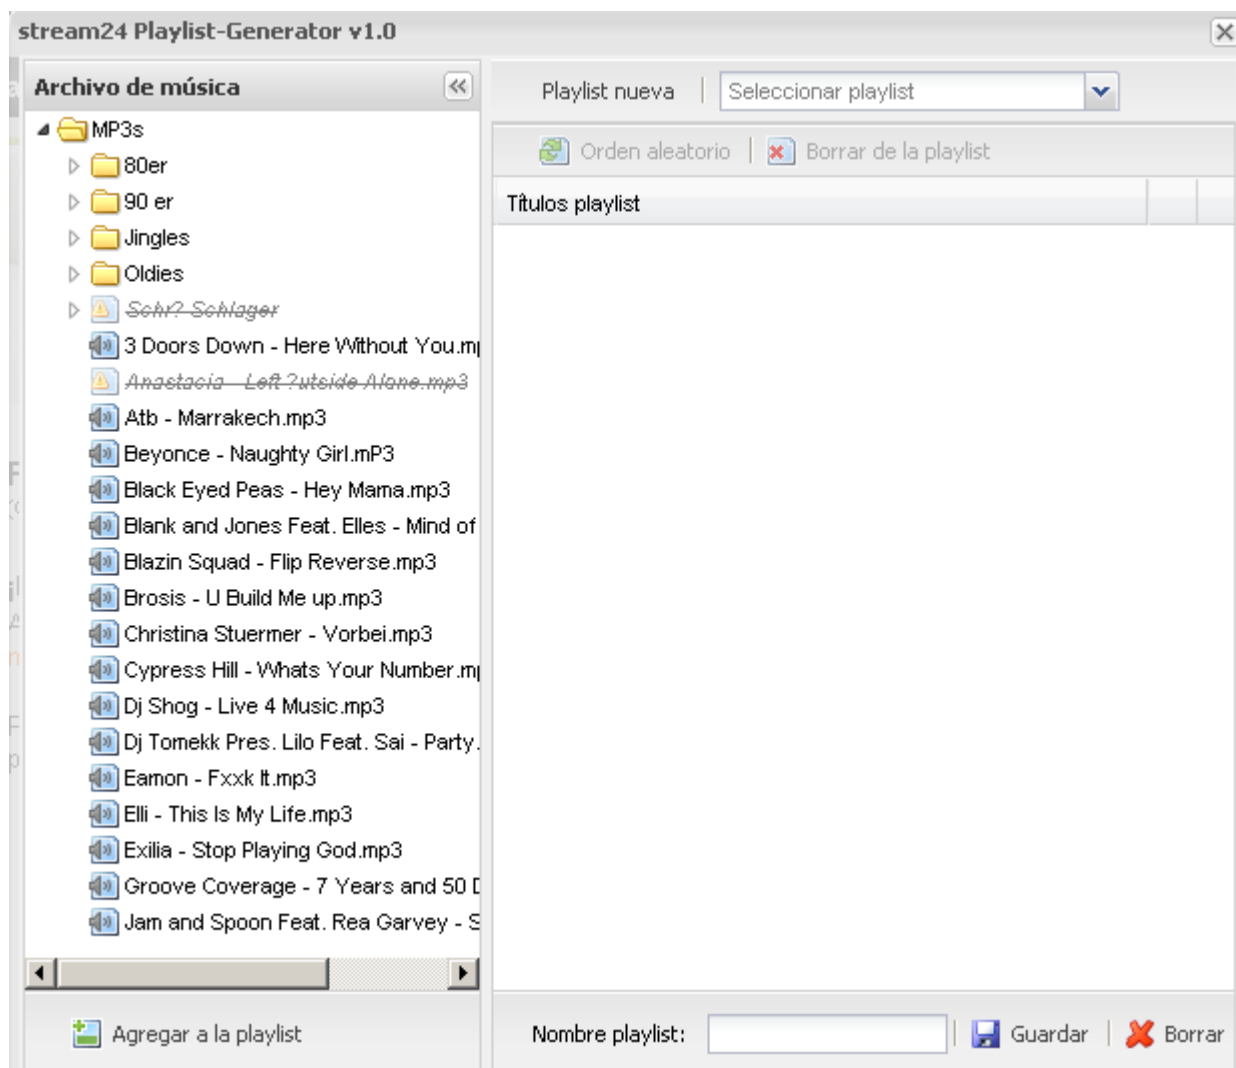 stream24 Playlist-Generator v1.0
Archivo de música
MP3s
80er
90 er
Jingles
Oldies
Schr? Schlager
3 Doors Down - Here Without You.m
Anastacia - Left ?utside Alone.mp3
Atb - Marrakech.mp3
Beyonce - Naughty Girl.mP3
Black Eyed Peas - Hey Mama.mp3
Blank and Jones Feat. Elles - Mind of
Blazin Squad - Flip Reverse.mp3
Brosis - U Build Me up.mp3
Christina Stuermer - Vorbei.mp3
Cypress Hill - Whats Your Number.m
Dj Shog - Live 4 Music.mp3
Dj Tomekk Pres. Lilo Feat. Sai - Party.
Eamon - Fxxk It.mp3
Elli - This Is My Life.mp3
Exilia - Stop Playing God.mp3
Groove Coverage - 7 Years and 50 D
Jam and Spoon Feat. Rea Garvey - S
Agregar a la playlist
Playlist nueva
Seleccionar playlist
Orden aleatorio
Borrar de la playlist
Títulos playlist
Nombre playlist:
Guardar
Borrar